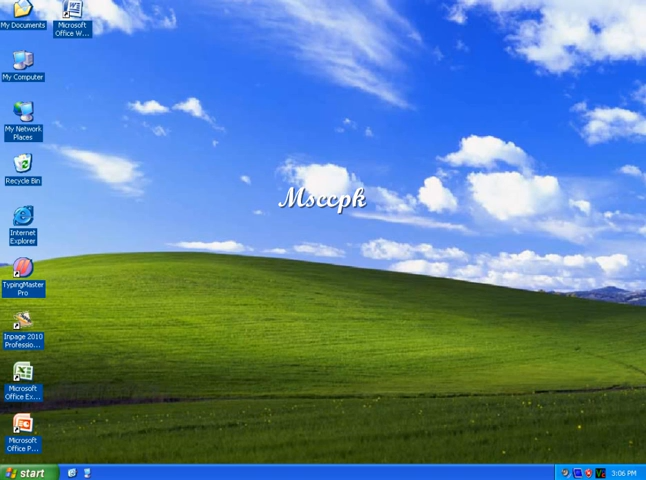 My Documents
Microsoft
Office W...
My Computer
My Network
Places
Recycle Bin
Internet
Explorer
TypingMaster
Pro
Inpage 2010
Professio...
Microsoft
Office Ex...
Microsoft
Office P...
Msccpk
start
3:06 PM